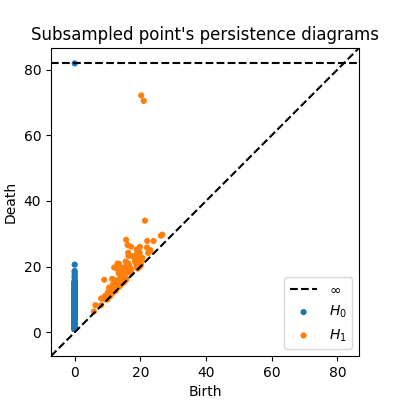 Subsampled point's persistence diagrams
Death
80
60
40
20
0
∞
H₀
H₁
0 20 40 60 80
Birth